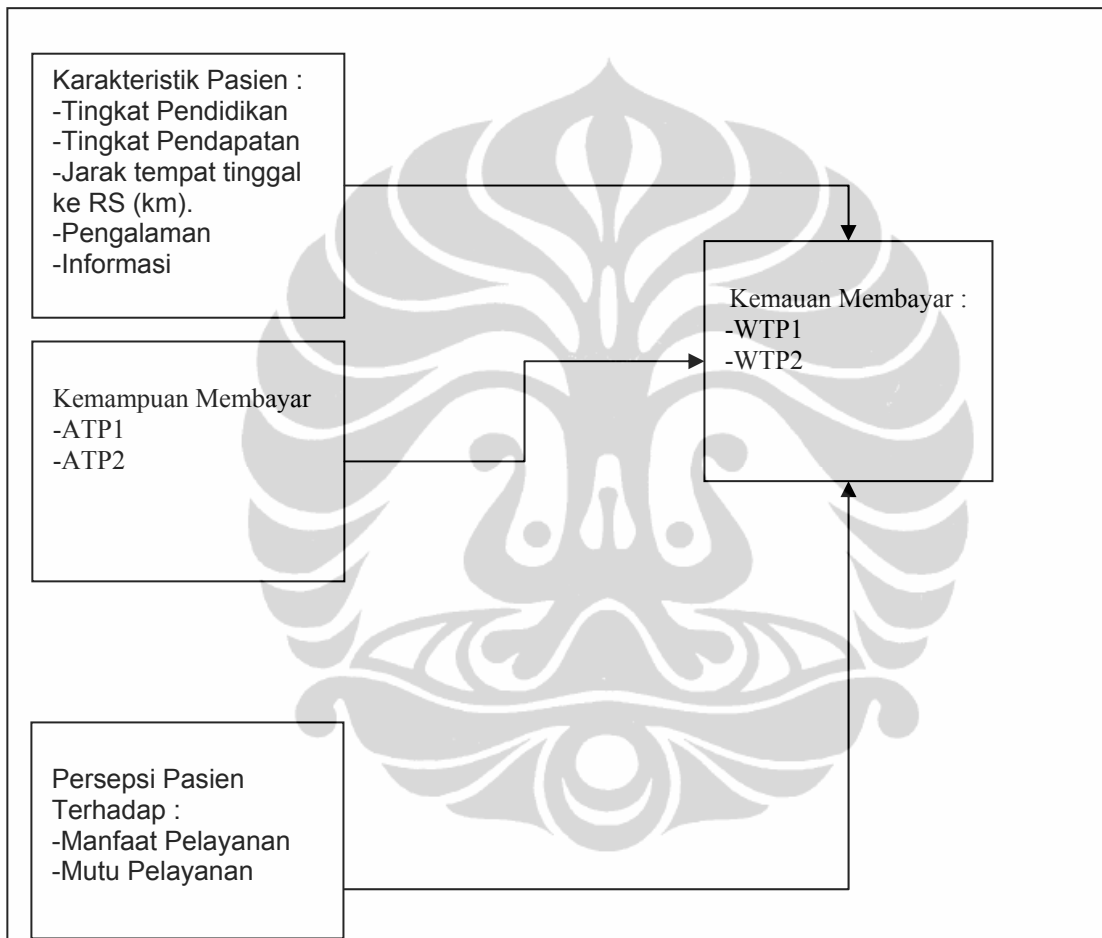 Karakteristik Pasien :
-Tingkat Pendidikan
-Tingkat Pendapatan
-Jarak tempat tinggal
ke RS (km).
-Pengalaman
-Informasi
Kemampuan Membayar
-ATP1
-ATP2
Persepsi Pasien
Terhadap :
-Manfaat Pelayanan
-Mutu Pelayanan
Kemauan Membayar :
-WTP1
-WTP2